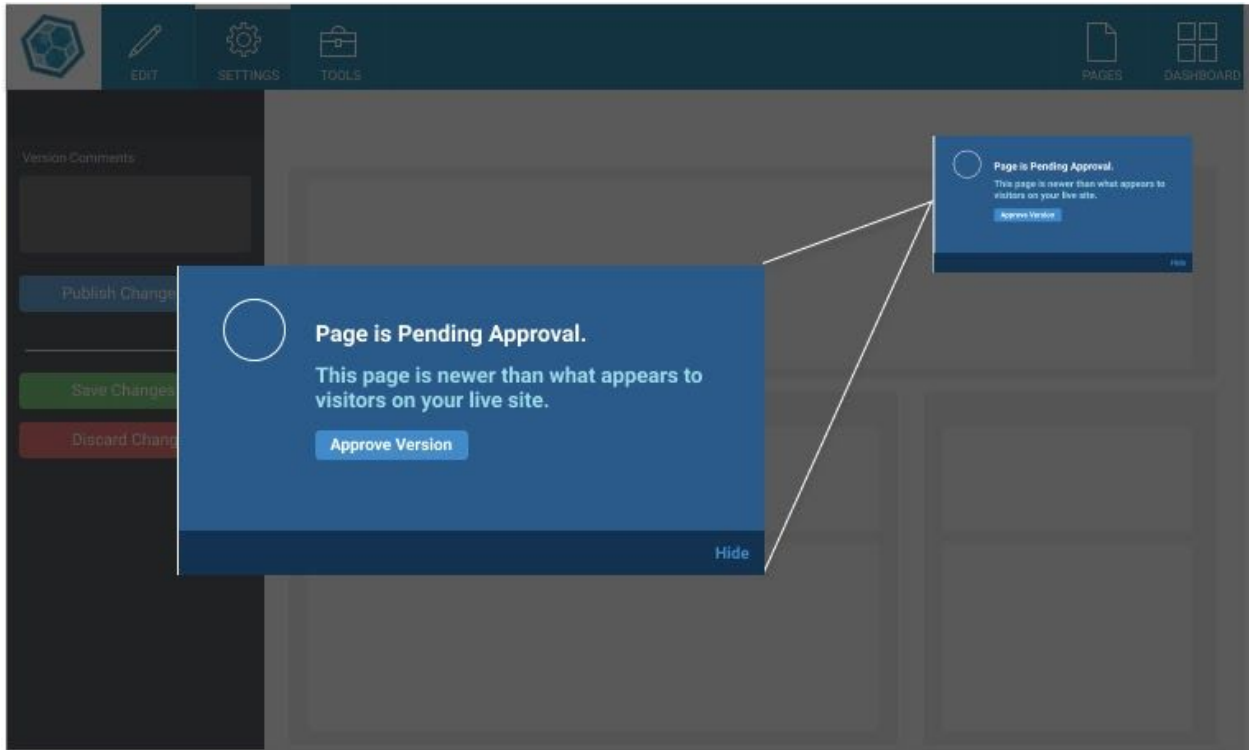 EDIT
SETTINGS
TOOLS
PAGES
DASHBOARD
Version Comments
Publish Change
Save Changes
Discard Chang
Page is Pending Approval.
This page is newer than what appears to
visitors on your live site.
Approve Version
Hide
Page is Pending Approval.
This page is newer than what appears to
visitors on your live site.
Approve Version
Hide